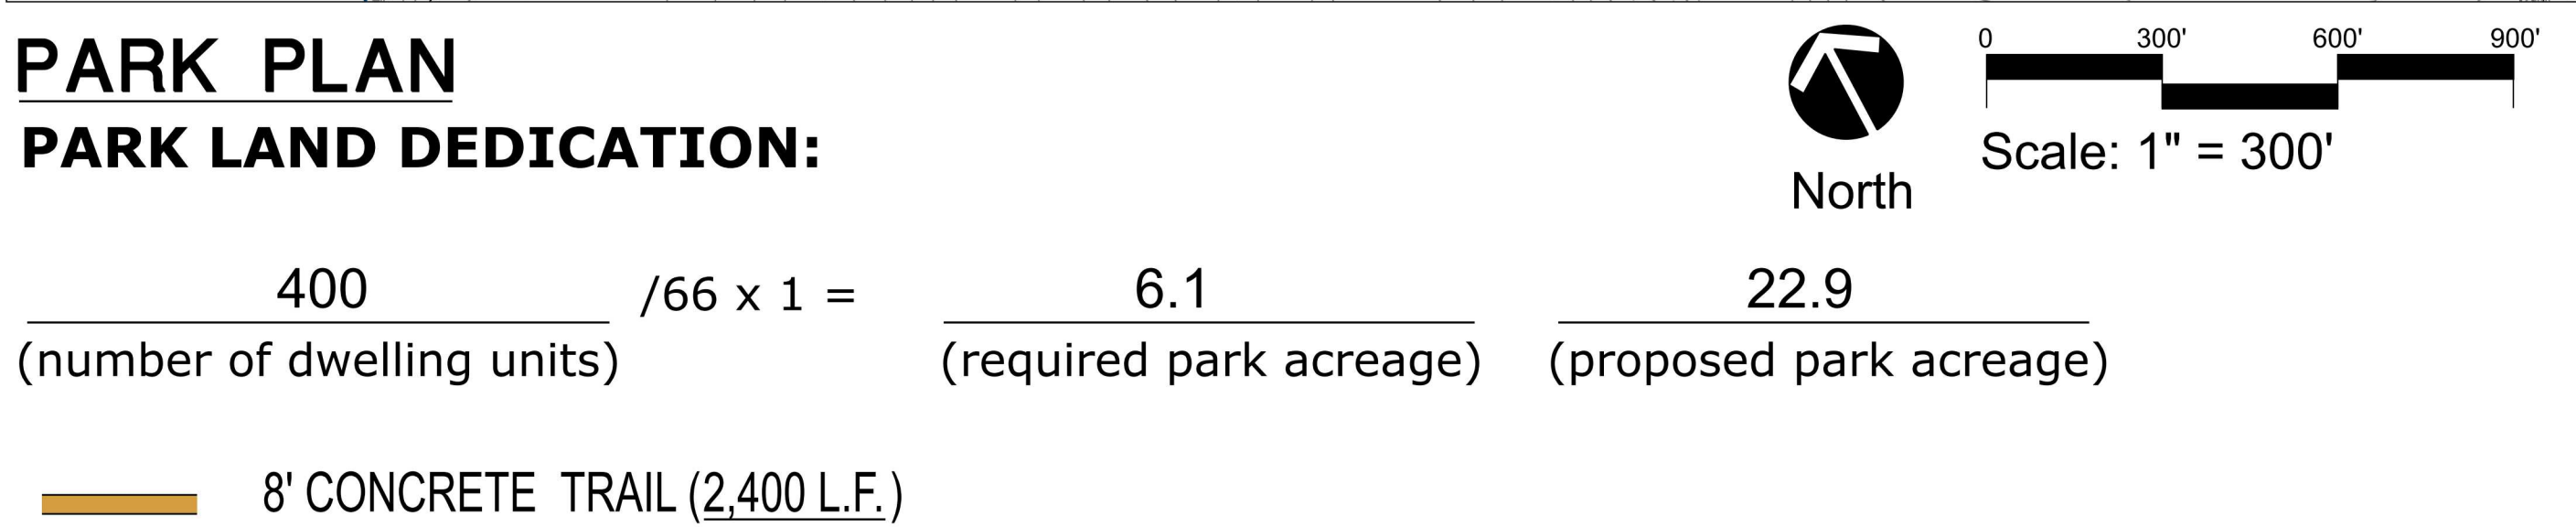 PARK PLAN
PARK LAND DEDICATION:
North
0 300' 600' 900'
Scale: 1" = 300'
400 /66 x 1 = 6.1 22.9
(number of dwelling units) (required park acreage) (proposed park acreage)
8' CONCRETE TRAIL (2,400 L.F.)